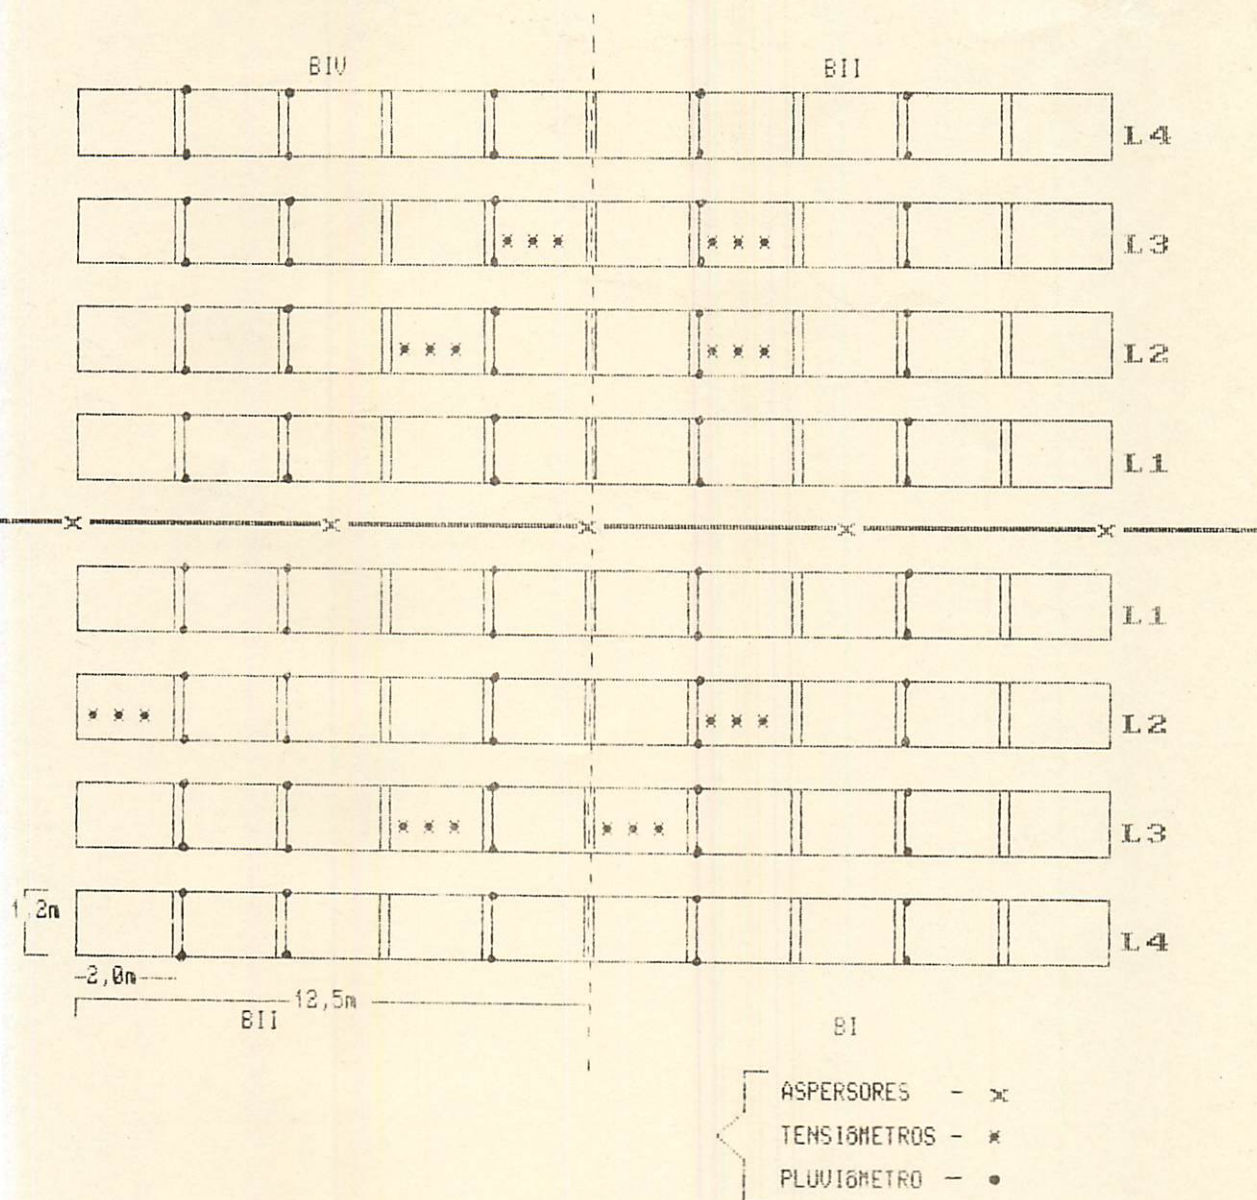 BIV BII
L4
L3
L2
L1
L1
L2
L3
1,2m
L4
2,0m
12,5m
BII BI
ASPERSORES - x
TENSIÔMETROS - *
PLUVIÔMETRO - •